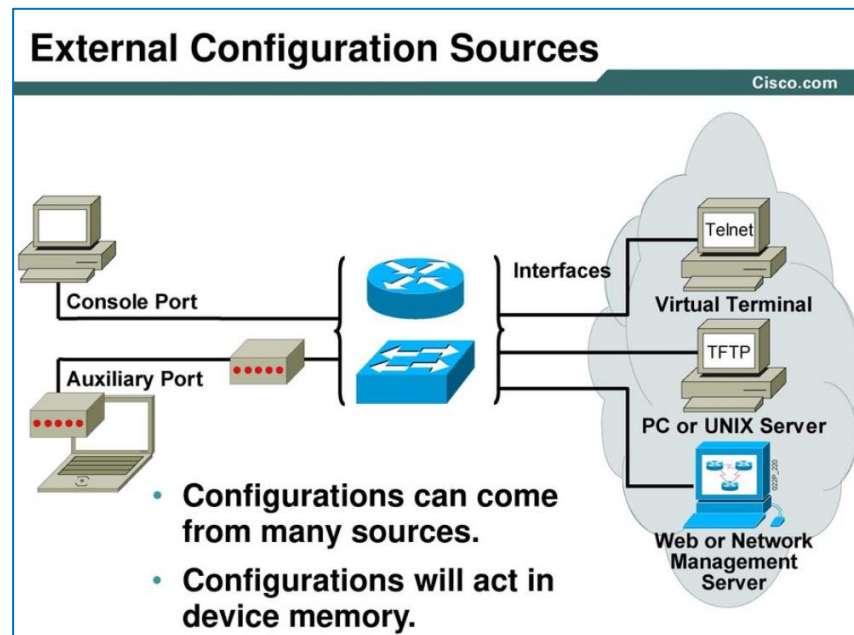 External Configuration Sources
Cisco.com
Console Port
Auxiliary Port
Interfaces
Telnet
Virtual Terminal
TFTP
PC or UNIX Server
022P_220
Web or Network
Management
Server
• Configurations can come
from many sources.
• Configurations will act in
device memory.